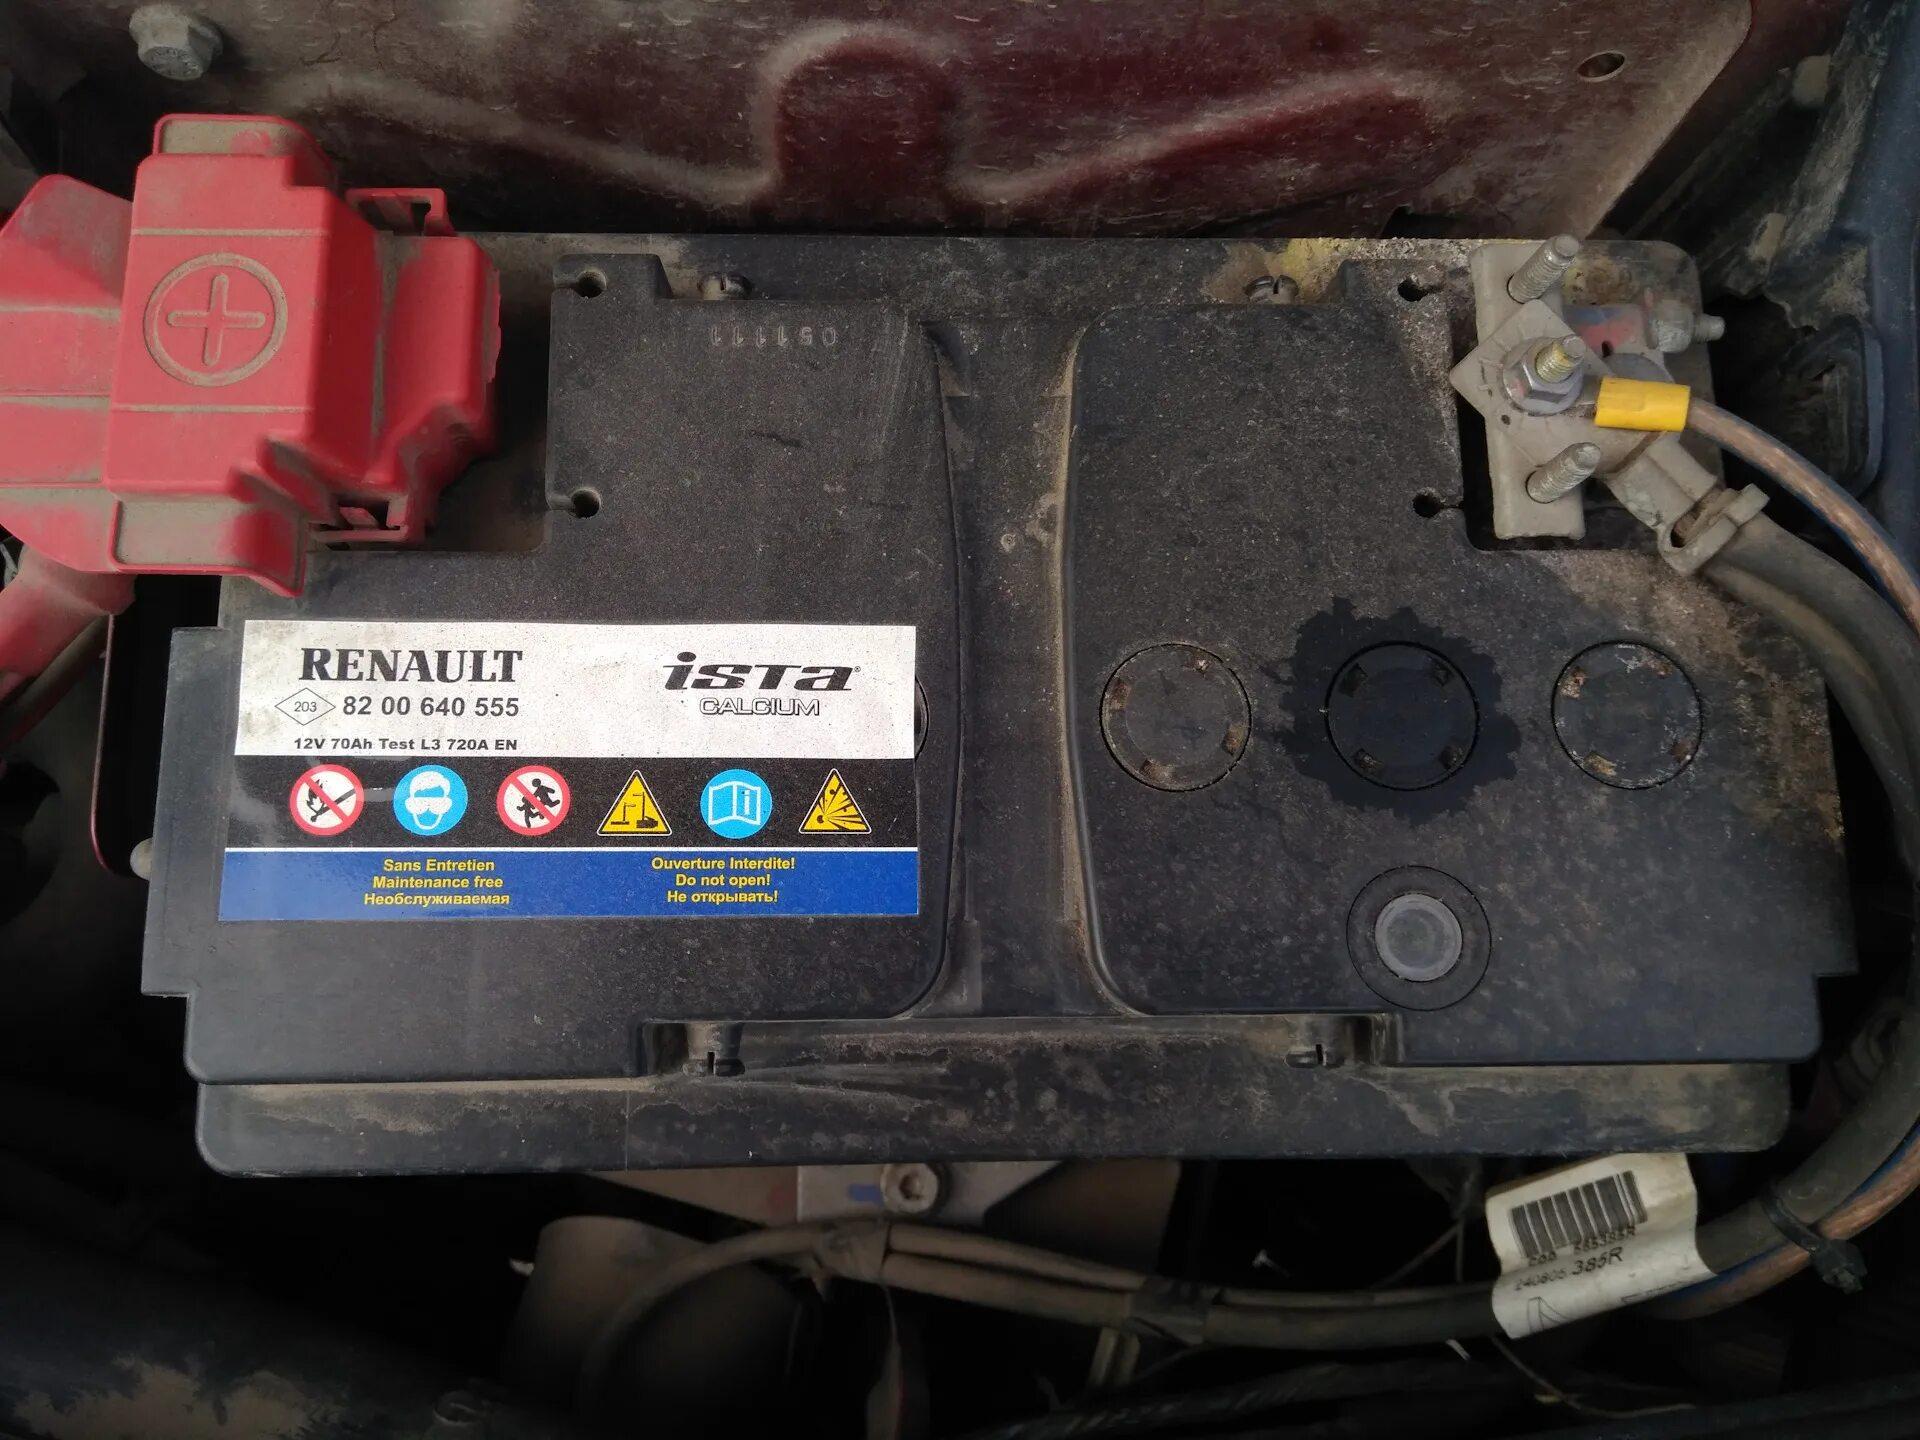 051111
RENAULT
ista®
203 82 00 640 555
CALCIUM
12V 70Ah Test L3 720A EN
Sans Entretien
Maintenance free
Необслуживаемая
Ouverture Interdite!
Do not open!
Не открывать!
240806 385R